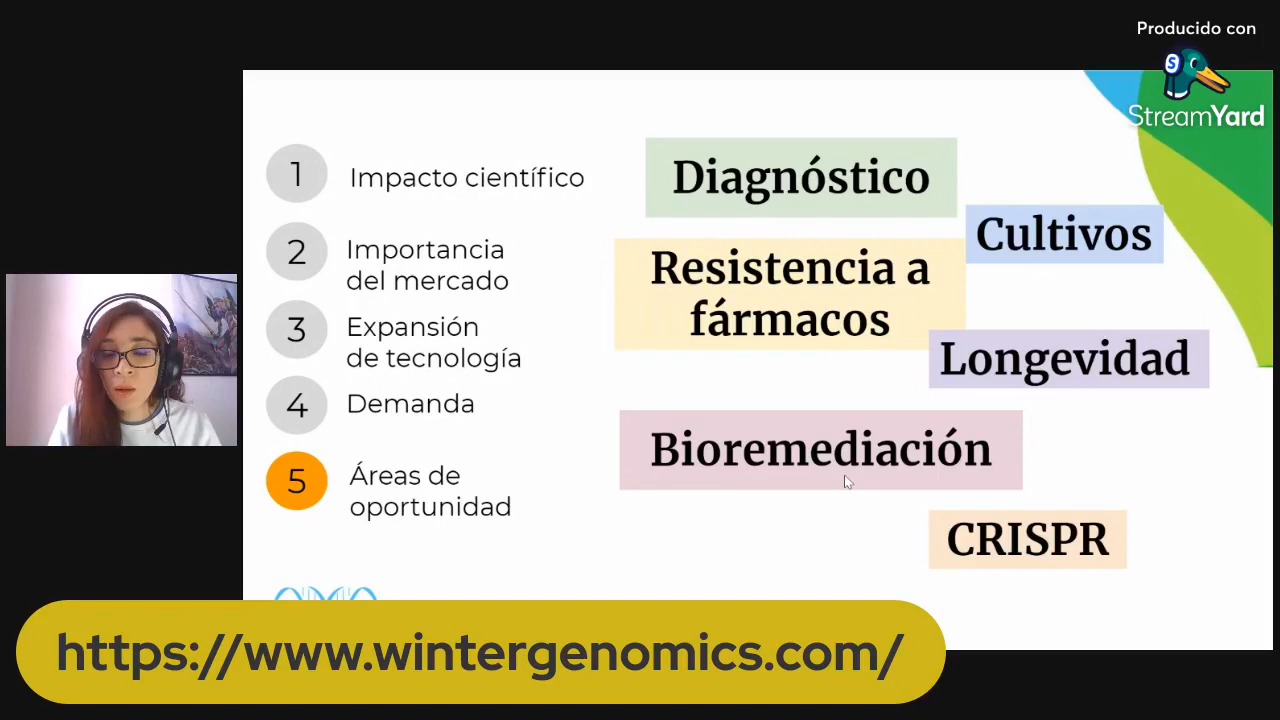 Producido con
StreamYard
1
Impacto científico
2
Importancia
del mercado
3
Expansión
de tecnología
4
Demanda
5
Áreas de
oportunidad
Diagnóstico
Cultivos
Resistencia a
fármacos
Longevidad
Bioremediación
CRISPR
https://www.wintergenomics.com/